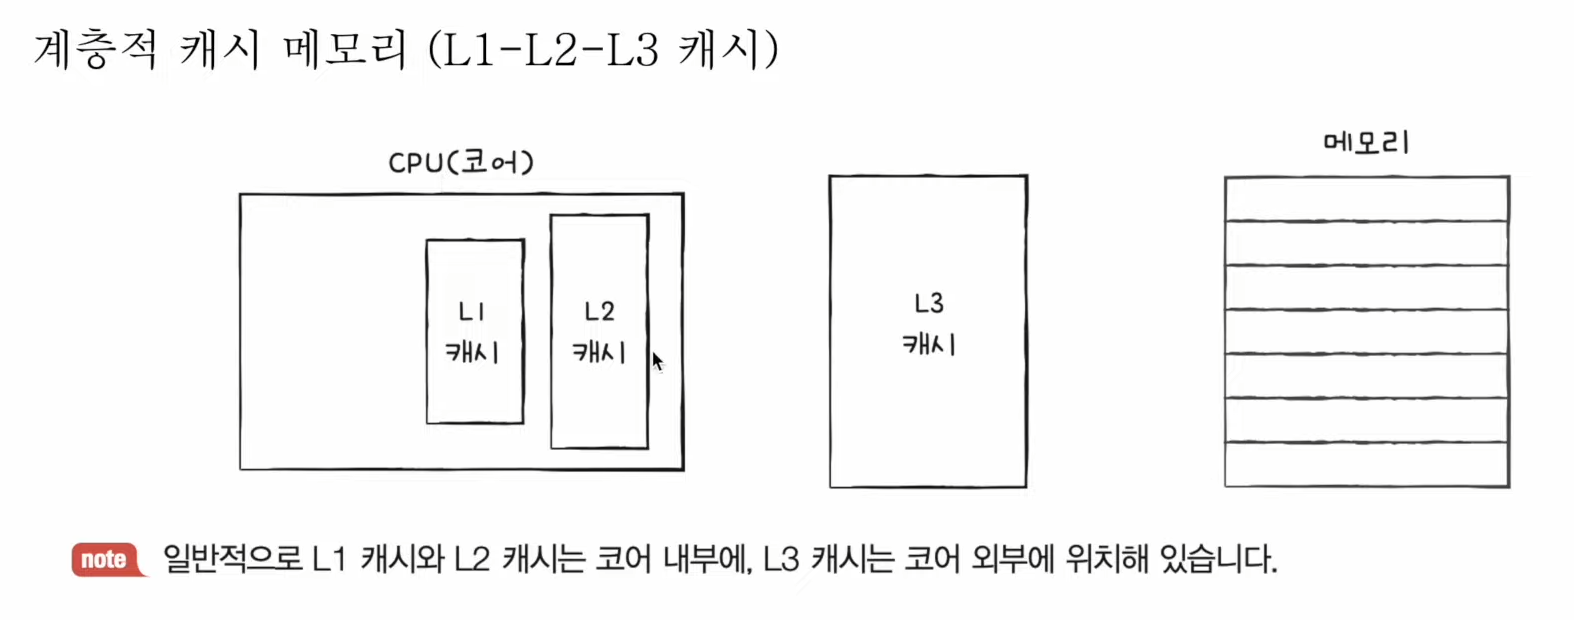 계층적 캐시 메모리 (L1-L2-L3 캐시)
CPU(코어)
메모리
L1
캐시
L2
캐시
L3
캐시
note 일반적으로 L1 캐시와 L2 캐시는 코어 내부에, L3 캐시는 코어 외부에 위치해 있습니다.